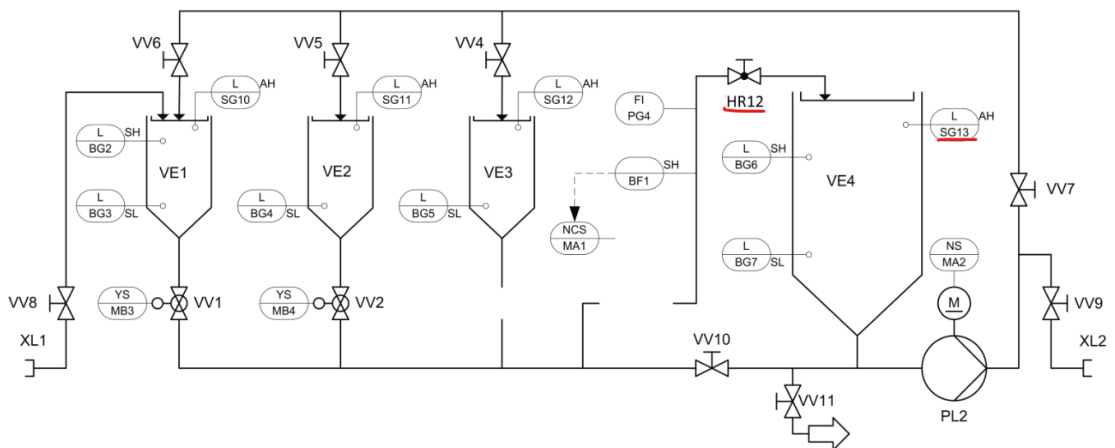 VV6
VV5
VV4
L
SG10
AH
L
SG11
AH
L
SG12
AH
HR12
FI
PG4
L
SG13
AH
L
BG2
SH
VE1
VE2
VE3
L
BG6
SH
VE4
BF1
SH
L
BG3
SL
L
BG4
SL
L
BG5
SL
VV7
NCS
MA1
L
BG7
SL
NS
MA2
VV8
YS
MB3
VV1
YS
MB4
VV2
M
VV9
XL1
VV10
XL2
VV11
PL2